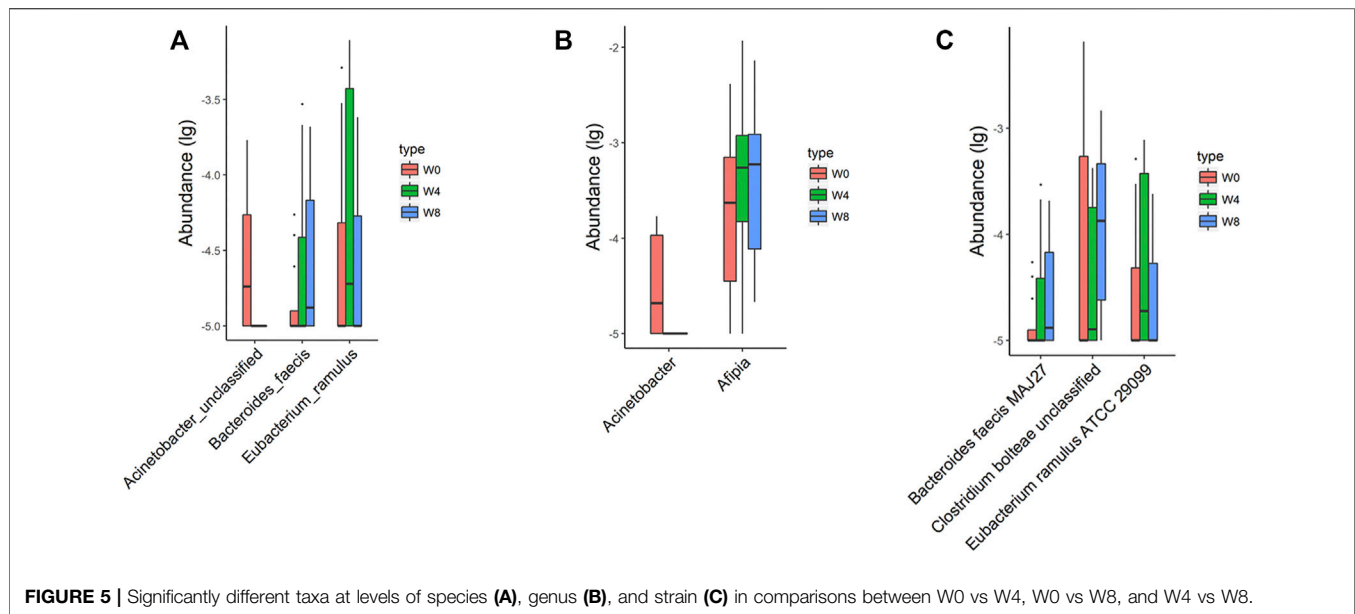 A
Abundance (lg)
-3.5
-4.0
-4.5
-5.0
Acinetobacter_unclassified
Bacteroides_faecis
Eubacterium_ramulus
type
W0
W4
W8
B
Abundance (lg)
-2
-3
-4
-5
Acinetobacter
Afipia
type
W0
W4
W8
C
Abundance (lg)
-3
-4
-5
Bacteroides faecis MAJ27
Clostridium bolteae unclassified
Eubacterium ramulus ATCC 29099
type
W0
W4
W8
FIGURE 5 | Significantly different taxa at levels of species (A), genus (B), and strain (C) in comparisons between W0 vs W4, W0 vs W8, and W4 vs W8.